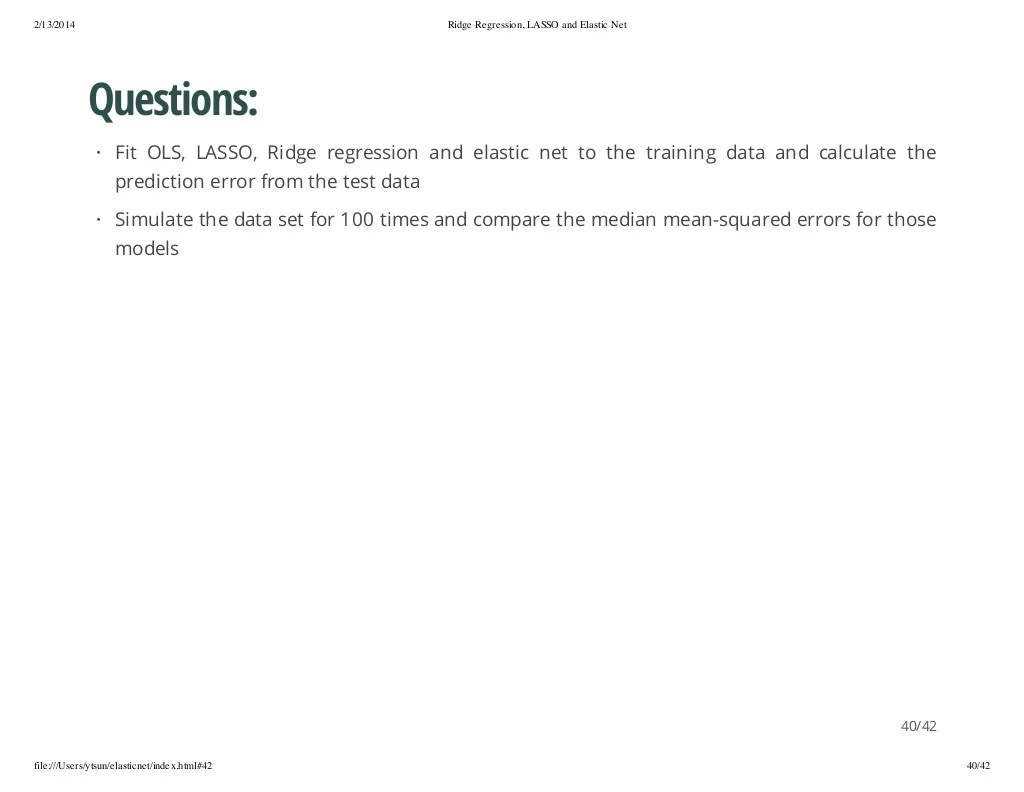 2/13/2014
Ridge Regression, LASSO and Elastic Net
Questions:
· Fit OLS, LASSO, Ridge regression and elastic net to the training data and calculate the
prediction error from the test data
· Simulate the data set for 100 times and compare the median mean-squared errors for those
models
40/42
file:///Users/ytsun/elasticnet/index.html#42
40/42